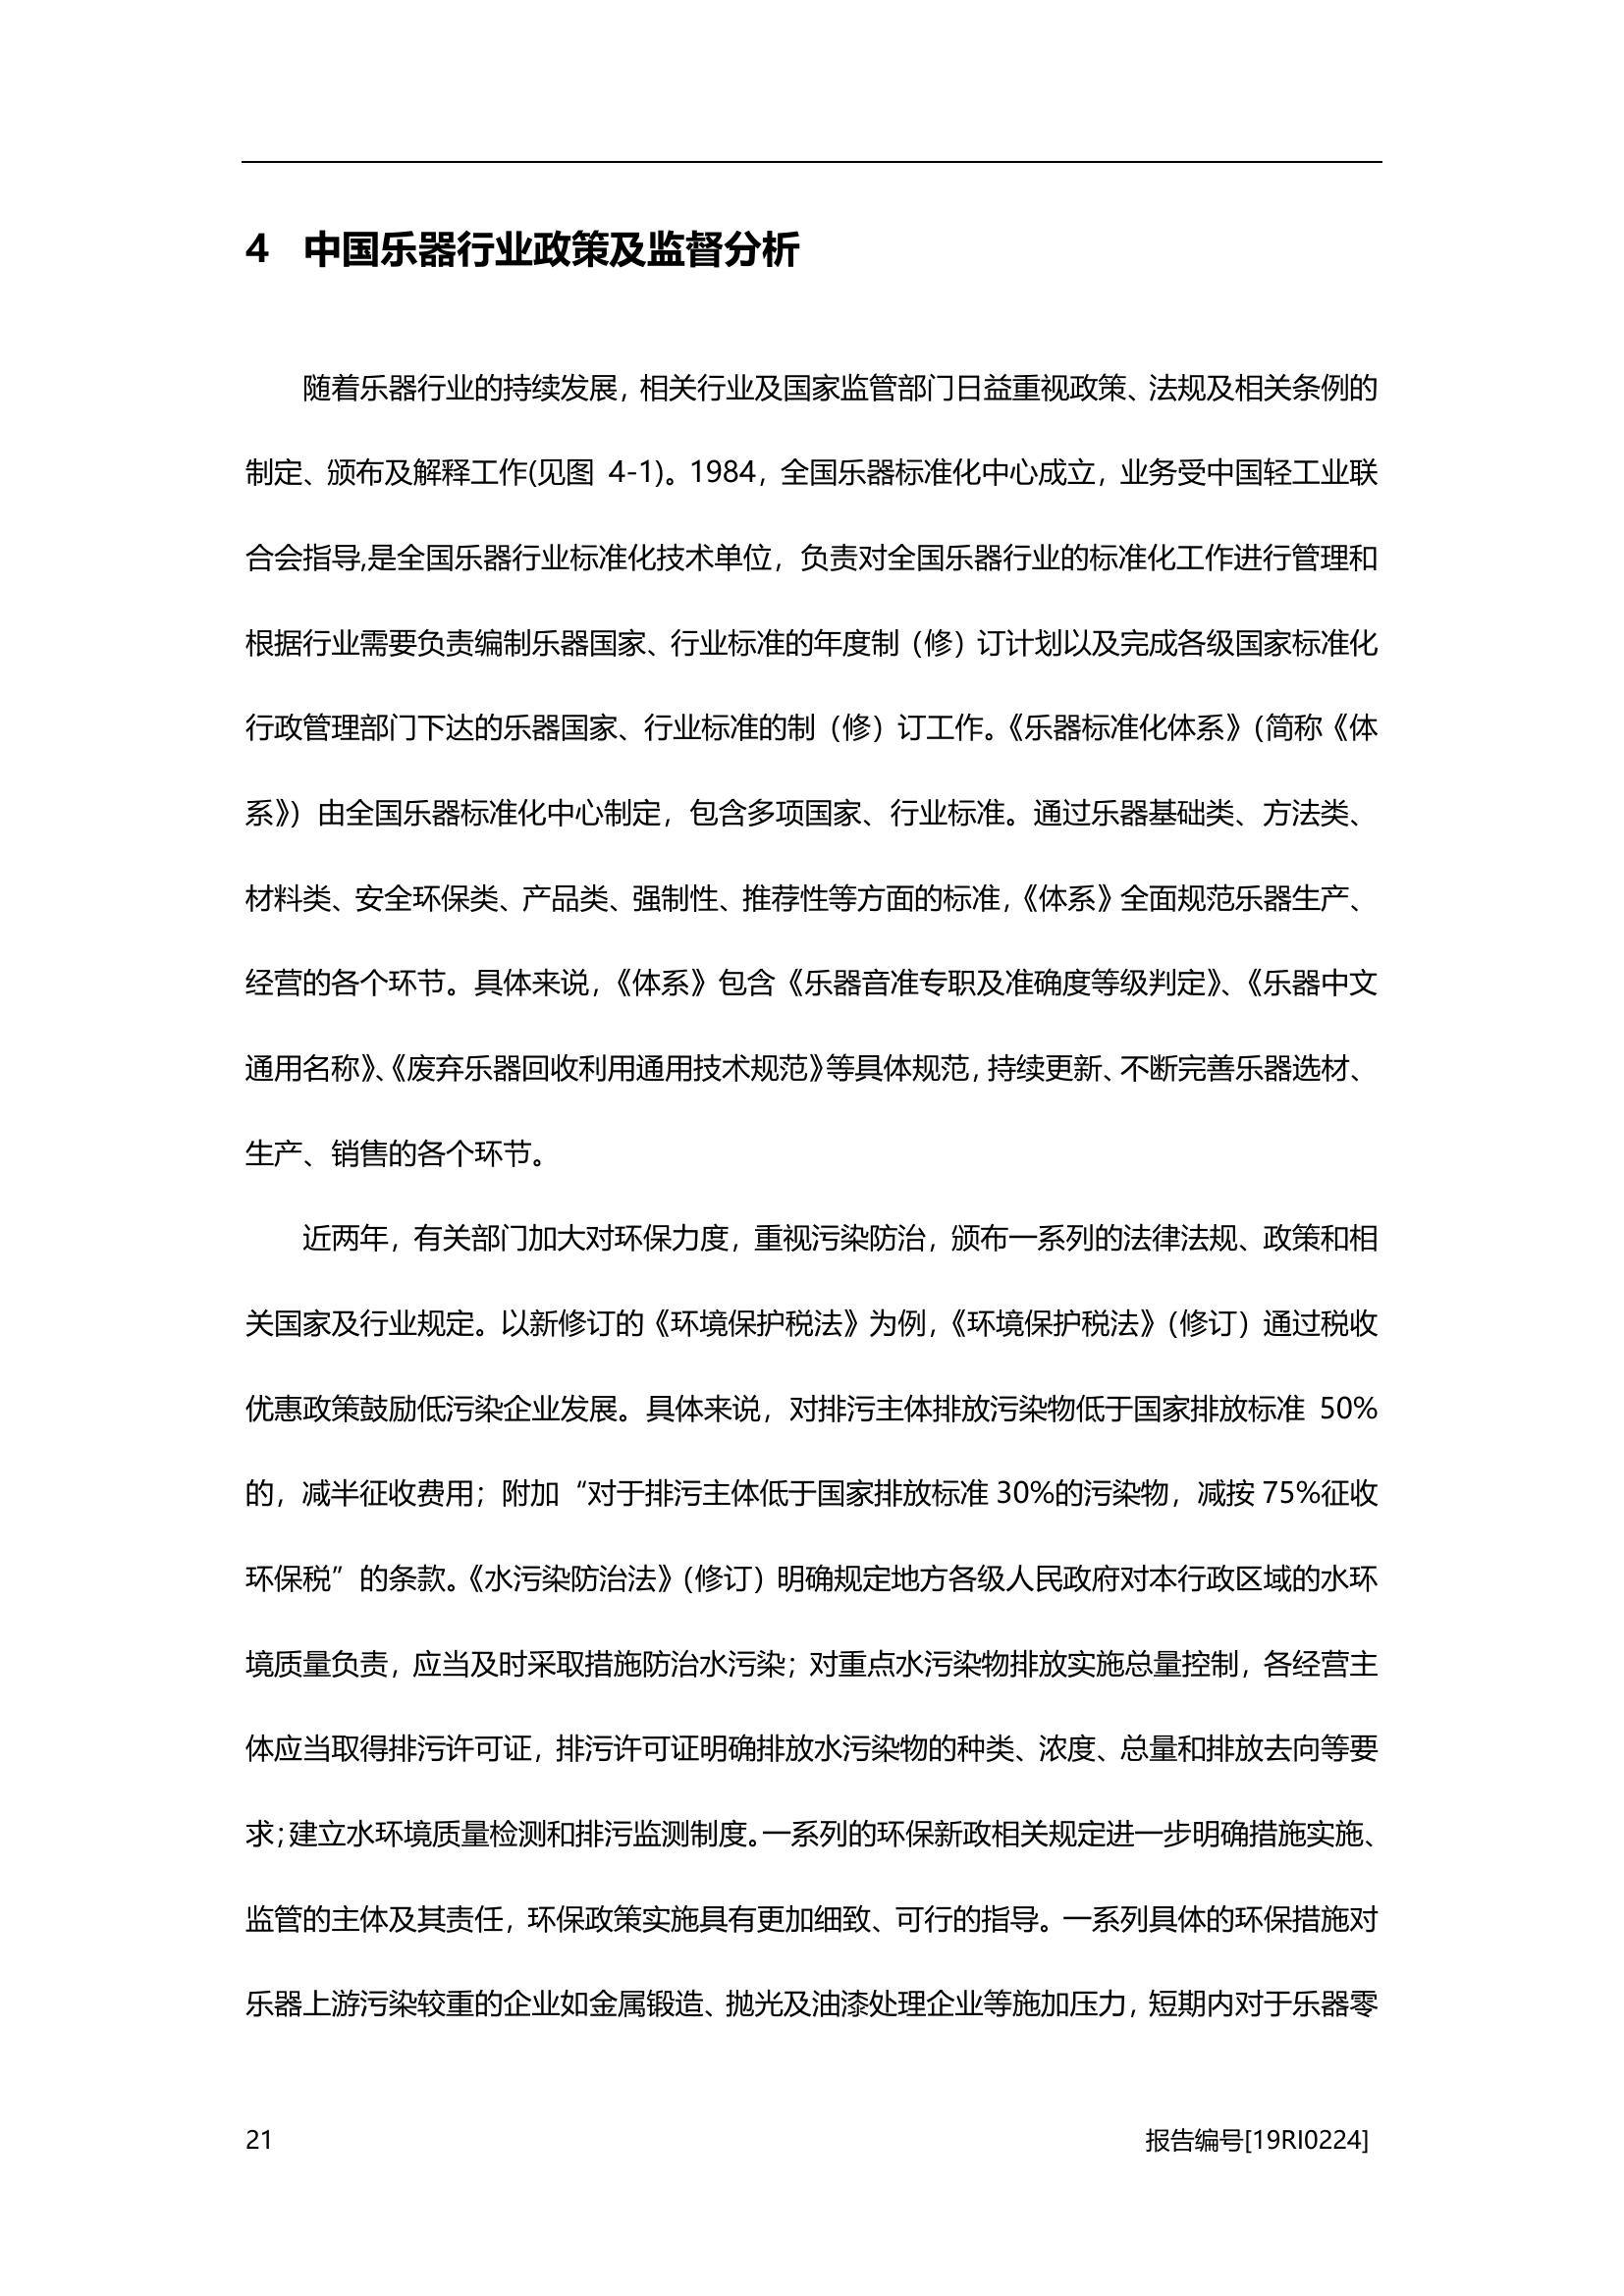 4 中国乐器行业政策及监督分析
随着乐器行业的持续发展，相关行业及国家监管部门日益重视政策、法规及相关条例的
制定、颁布及解释工作(见图 4-1)。1984，全国乐器标准化中心成立，业务受中国轻工业联
合会指导,是全国乐器行业标准化技术单位，负责对全国乐器行业的标准化工作进行管理和
根据行业需要负责编制乐器国家、行业标准的年度制（修）订计划以及完成各级国家标准化
行政管理部门下达的乐器国家、行业标准的制（修）订工作。《乐器标准化体系》（简称《体
系》）由全国乐器标准化中心制定，包含多项国家、行业标准。通过乐器基础类、方法类、
材料类、安全环保类、产品类、强制性、推荐性等方面的标准，《体系》全面规范乐器生产、
经营的各个环节。具体来说，《体系》包含《乐器音准专职及准确度等级判定》、《乐器中文
通用名称》、《废弃乐器回收利用通用技术规范》等具体规范，持续更新、不断完善乐器选材、
生产、销售的各个环节。
近两年，有关部门加大对环保力度，重视污染防治，颁布一系列的法律法规、政策和相
关国家及行业规定。以新修订的《环境保护税法》为例，《环境保护税法》（修订）通过税收
优惠政策鼓励低污染企业发展。具体来说，对排污主体排放污染物低于国家排放标准 50%
的，减半征收费用；附加“对于排污主体低于国家排放标准 30%的污染物，减按 75%征收
环保税”的条款。《水污染防治法》（修订）明确规定地方各级人民政府对本行政区域的水环
境质量负责，应当及时采取措施防治水污染；对重点水污染物排放实施总量控制，各经营主
体应当取得排污许可证，排污许可证明确排放水污染物的种类、浓度、总量和排放去向等要
求；建立水环境质量检测和排污监测制度。一系列的环保新政相关规定进一步明确措施实施、
监管的主体及其责任，环保政策实施具有更加细致、可行的指导。一系列具体的环保措施对
乐器上游污染较重的企业如金属锻造、抛光及油漆处理企业等施加压力，短期内对于乐器零
21 报告编号[19RI0224]